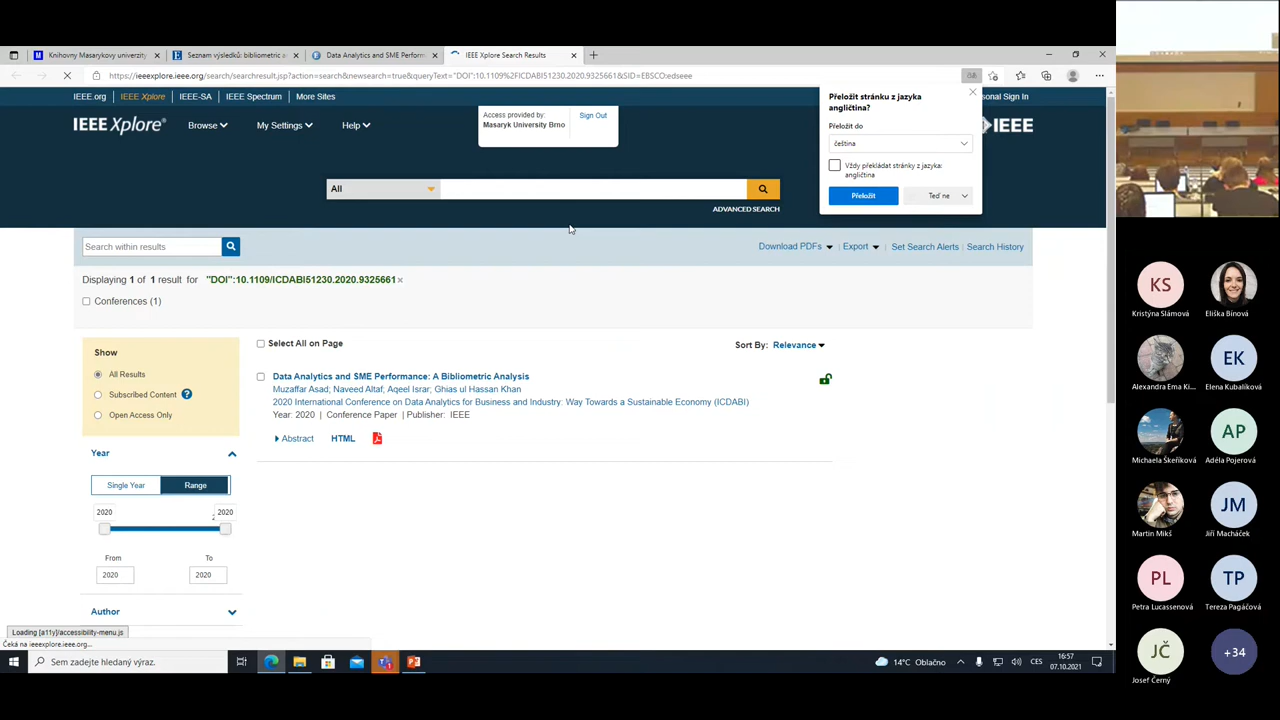 Knihovny Masarykovy univerzity
Seznam výsledků: bibliometric a
Data Analytics and SME Perform
IEEE Xplore Search Results
https://ieeexplore.ieee.org/search/searchresult.jsp?action=search&newsearch=true&queryText="DOI":10.1109%2FICDABI51230.2020.9325661&SID=EBSCO:edseee
IEEE.org
IEEE Xplore
IEEE-SA
IEEE Spectrum
More Sites
sonal Sign In
Přeložit stránku z jazyka
angličtina?
Přeložit do
čeština
Vždy překládat stránky z jazyka:
angličtina
Přeložit
Teď ne
IEEE Xplore®
Browse
My Settings
Help
Access provided by:
Masaryk University Brno
Sign Out
IEEE
All
ADVANCED SEARCH
Search within results
Download PDFs
Export
Set Search Alerts
Search History
Displaying 1 of 1 result for "DOI":10.1109/ICDABI51230.2020.9325661 ×
Conferences (1)
Show
All Results
Subscribed Content
Open Access Only
Select All on Page
Sort By: Relevance
Data Analytics and SME Performance: A Bibliometric Analysis
Muzaffar Asad; Naveed Altaf; Aqeel Israr; Ghias ul Hassan Khan
2020 International Conference on Data Analytics for Business and Industry: Way Towards a Sustainable Economy (ICDABI)
Year: 2020 | Conference Paper | Publisher: IEEE
Abstract
HTML
Year
Single Year
Range
2020
2020
From
To
2020
2020
Author
Loading [a11y]/accessibility-menu.js
Čeká na ieeexplore.ieee.org...
Sem zadejte hledaný výraz.
14°C Oblačno
CES
16:57
07.10.2021
KS
Kristýna Slámová
Eliška Bínová
Alexandra Ema Ki...
EK
Elena Kubaliková
Michaela Škeříková
AP
Adéla Pojerová
Martin Mikš
JM
Jiří Macháček
PL
Petra Lucassenová
TP
Tereza Pagáčová
JČ
Josef Černý
+34